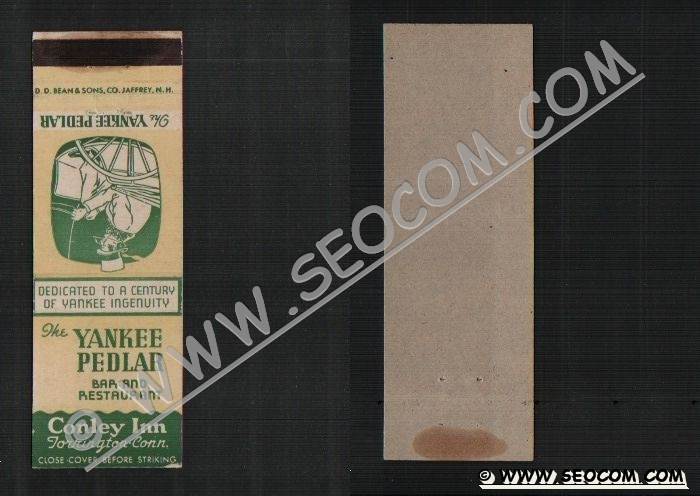 D. D. BEAN & SONS, CO. JAFFREY, N. H.
The YANKEE PEDLAR
DEDICATED TO A CENTURY
OF YANKEE INGENUITY
The YANKEE
PEDLAR
BAR AND
RESTAURANT
Conley Inn
Torrington-Conn.
CLOSE COVER BEFORE STRIKING
© WWW.SEOCOM.COM
© WWW.SEOCOM.COM